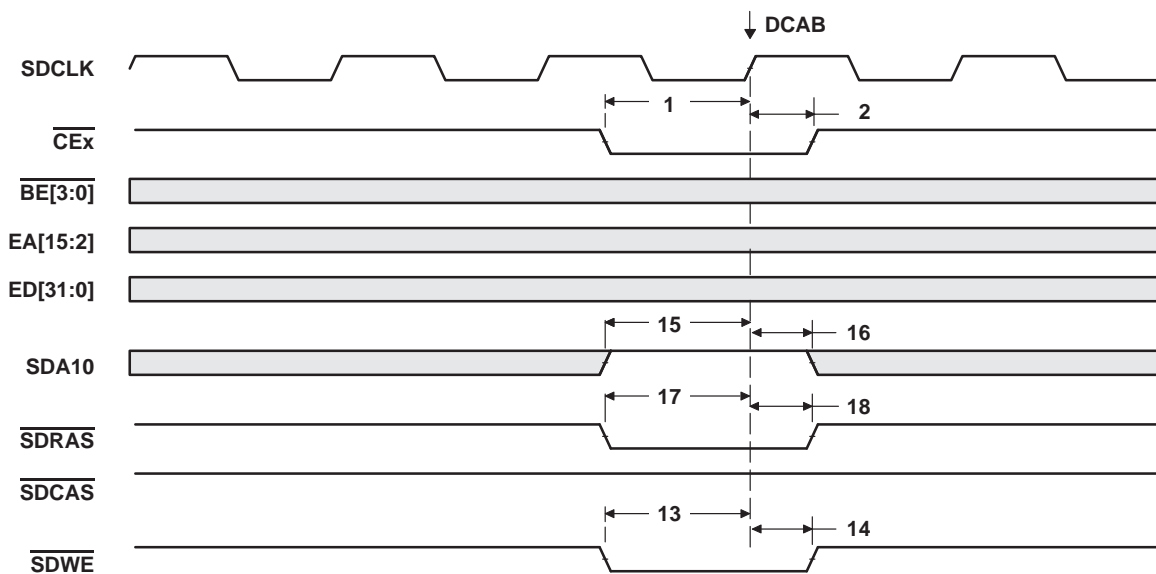 DCAB
SDCLK
1
2
CEx
BE[3:0]
EA[15:2]
ED[31:0]
15
16
SDA10
17
18
SDRAS
SDCAS
13
14
SDWE